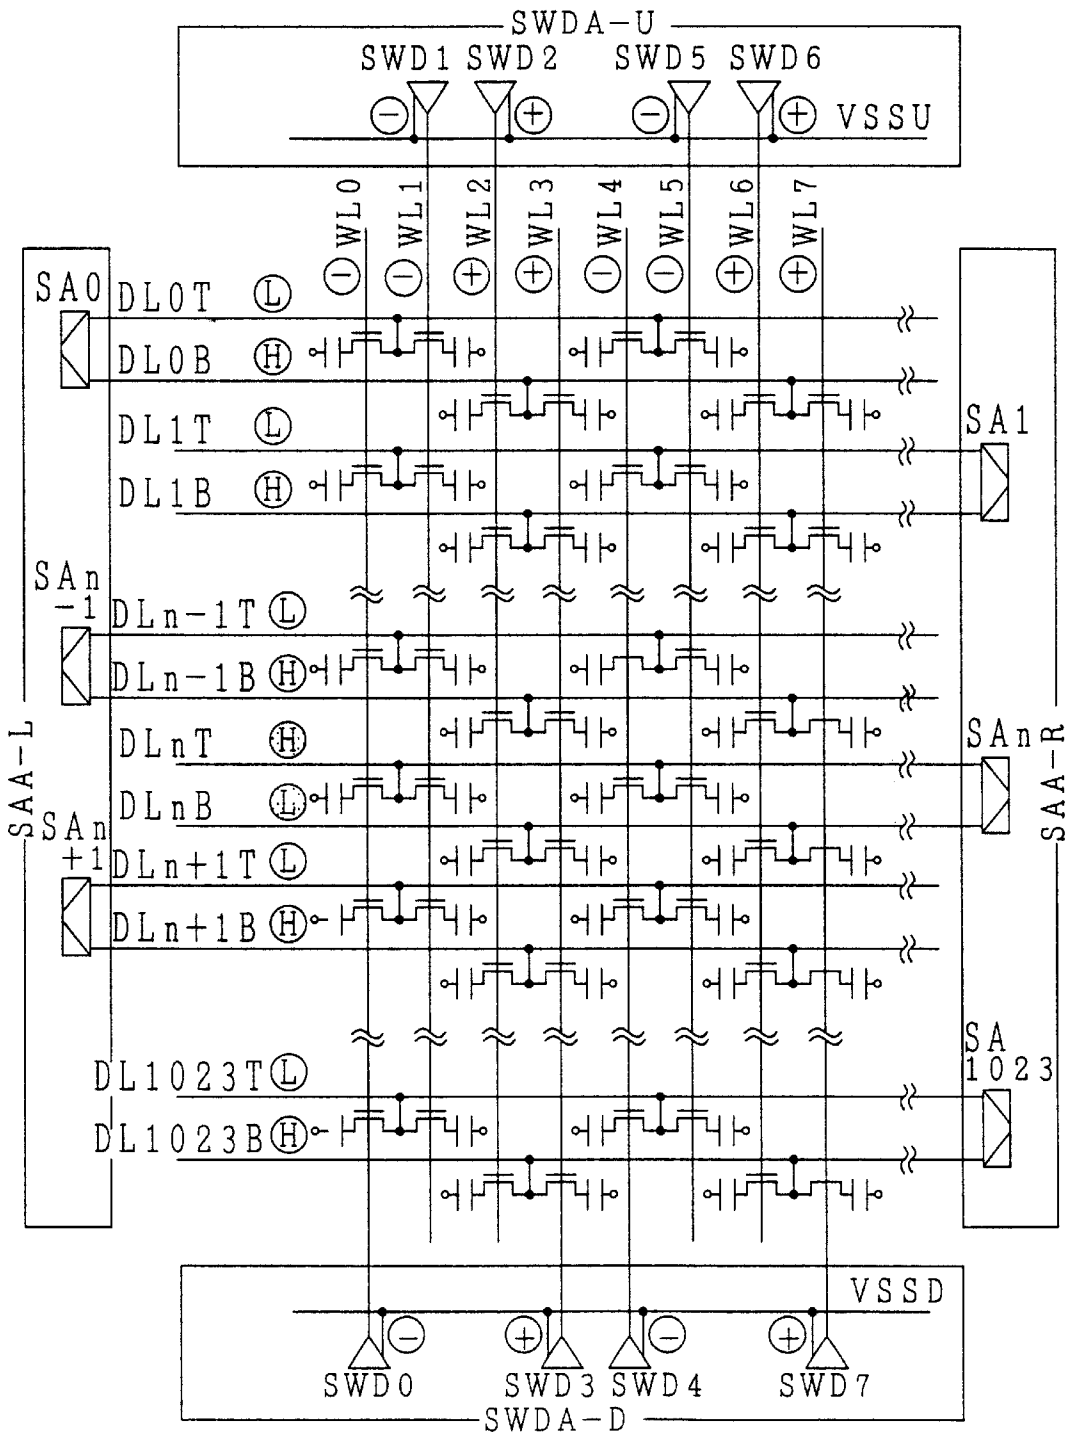 SWDA-U
SWD1 SWD2 SWD5 SWD6
− + − + VSSU
WL0 WL1 WL2 WL3 WL4 WL5 WL6 WL7
− − + + − − + +
SA0 DL0T L
DL0B H
DL1T L
SA1
DL1B H
SAn
-1
DLn-1T L
DLn-1B H
DLnT H
SAn
DLnB L
SAA-L
SAA-R
SAn
+1
DLn+1T L
DLn+1B H
SA
1023
DL1023T L
DL1023B H
VSSD
− + − +
SWD0 SWD3 SWD4 SWD7
SWDA-D